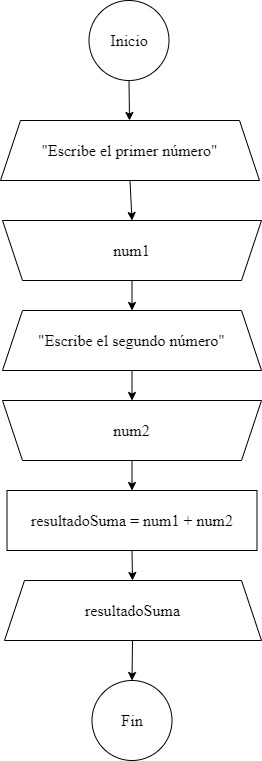 Inicio
"Escribe el primer número"
num1
"Escribe el segundo número"
num2
resultadoSuma = num1 + num2
resultadoSuma
Fin